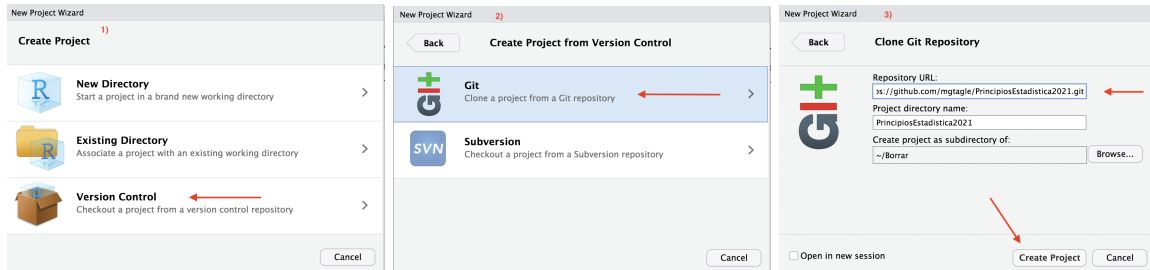 New Project Wizard
1)
Create Project
R
New Directory
Start a project in a brand new working directory
R
Existing Directory
Associate a project with an existing working directory
Version Control
Checkout a project from a version control repository
Cancel
New Project Wizard
2)
Back
Create Project from Version Control
git
Git
Clone a project from a Git repository
SVN
Subversion
Checkout a project from a Subversion repository
Cancel
New Project Wizard
3)
Back
Clone Git Repository
git
Repository URL:
s://github.com/mgtagle/PrincipiosEstadistica2021.git
Project directory name:
PrincipiosEstadistica2021
Create project as subdirectory of:
~/Borrar
Browse...
Open in new session
Create Project
Cancel